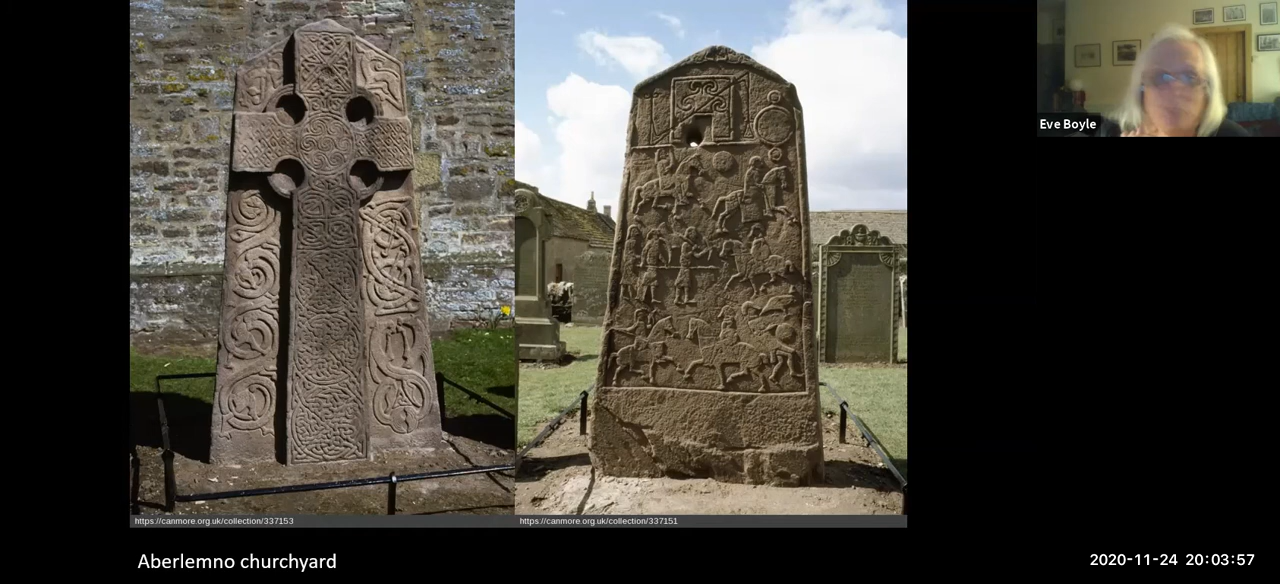 Eve Boyle
https://canmore.org.uk/collection/337153
https://canmore.org.uk/collection/337151
Aberlemno churchyard
2020-11-24 20:03:57